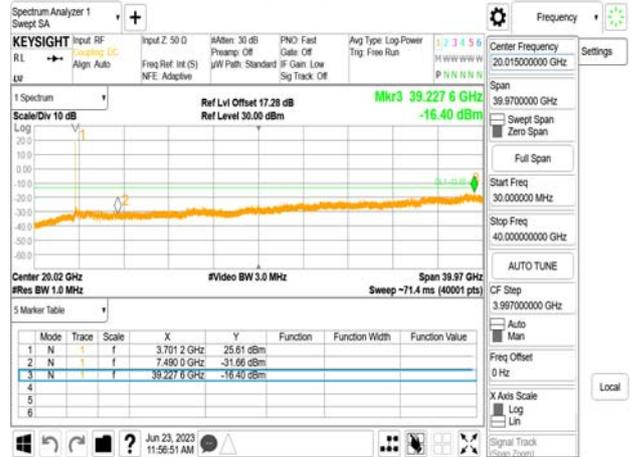 Spectrum Analyzer 1
Swept SA
+
Frequency
KEYSIGHT
RL
Input: RF
Coupling: DC
Align: Auto
Input Z: 50 Ω
Freq Ref: Int (S)
NFE: Adaptive
#Atten: 30 dB
Preamp: Off
µW Path: Standard
PNO: Fast
Gate: Off
IF Gain: Low
Sig Track: Off
Avg Type: Log-Power
Trig: Free Run
1 2 3 4 5 6
M W W W W W
P N N N N N
Center Frequency
20.015000000 GHz
Settings
Span
39.9700000 GHz
Swept Span
Zero Span
Full Span
Start Freq
30.000000 MHz
Stop Freq
40.000000000 GHz
AUTO TUNE
CF Step
3.997000000 GHz
Auto
Man
Freq Offset
0 Hz
X Axis Scale
Log
Lin
Signal Track
(Span Zoom)
Local
1 Spectrum
Scale/Div 10 dB
Ref Lvl Offset 17.28 dB
Ref Level 30.00 dBm
Mkr3 39.227 6 GHz
-16.40 dBm
Log
20.0
10.0
0.00
-10.0
-20.0
-30.0
-40.0
-50.0
-60.0
1
2
Center 20.02 GHz
#Res BW 1.0 MHz
#Video BW 3.0 MHz
Span 39.97 GHz
Sweep ~71.4 ms (40001 pts)
5 Marker Table
Mode Trace Scale X Y Function Function Width Function Value
1 N 1 f 3.701 2 GHz 25.61 dBm
2 N 1 f 7.490 0 GHz -31.66 dBm
3 N 1 f 39.227 6 GHz -16.40 dBm
4
5
6
?
Jun 23, 2023
11:56:51 AM